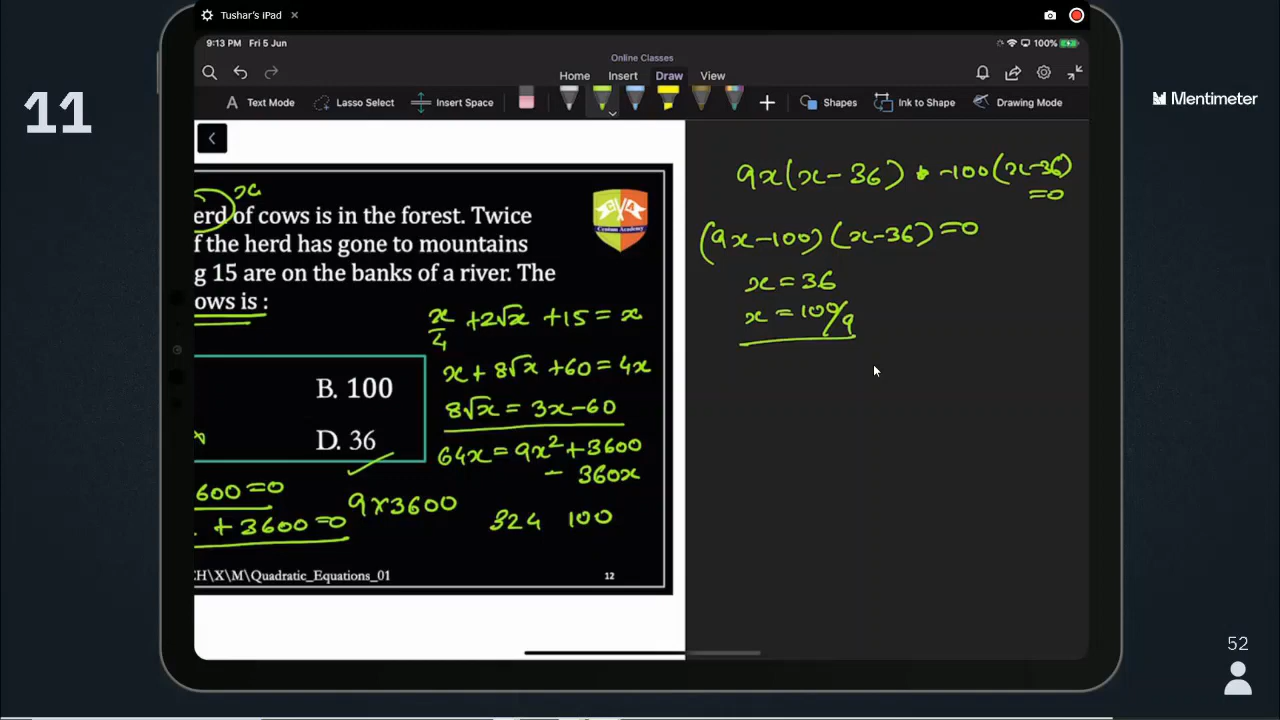 Tushar's iPad
11
Mentimeter
9:13 PM Fri 5 Jun
100%
Online Classes
Home Insert Draw View
Text Mode Lasso Select Insert Space Shapes Ink to Shape Drawing Mode
x
erd of cows is in the forest. Twice
f the herd has gone to mountains
g 15 are on the banks of a river. The
ows is :
x/4 + 2√x + 15 = x
x + 8√x + 60 = 4x
8√x = 3x - 60
64x = 9x² + 3600
- 360x
B. 100
D. 36
600 = 0
9 x 3600
+ 3600 = 0
324 100
CH\X\M\Quadratic_Equations_01
12
9x(x - 36) - 100(x - 36)
= 0
(9x - 100) (x - 36) = 0
x = 36
x = 100/9
52